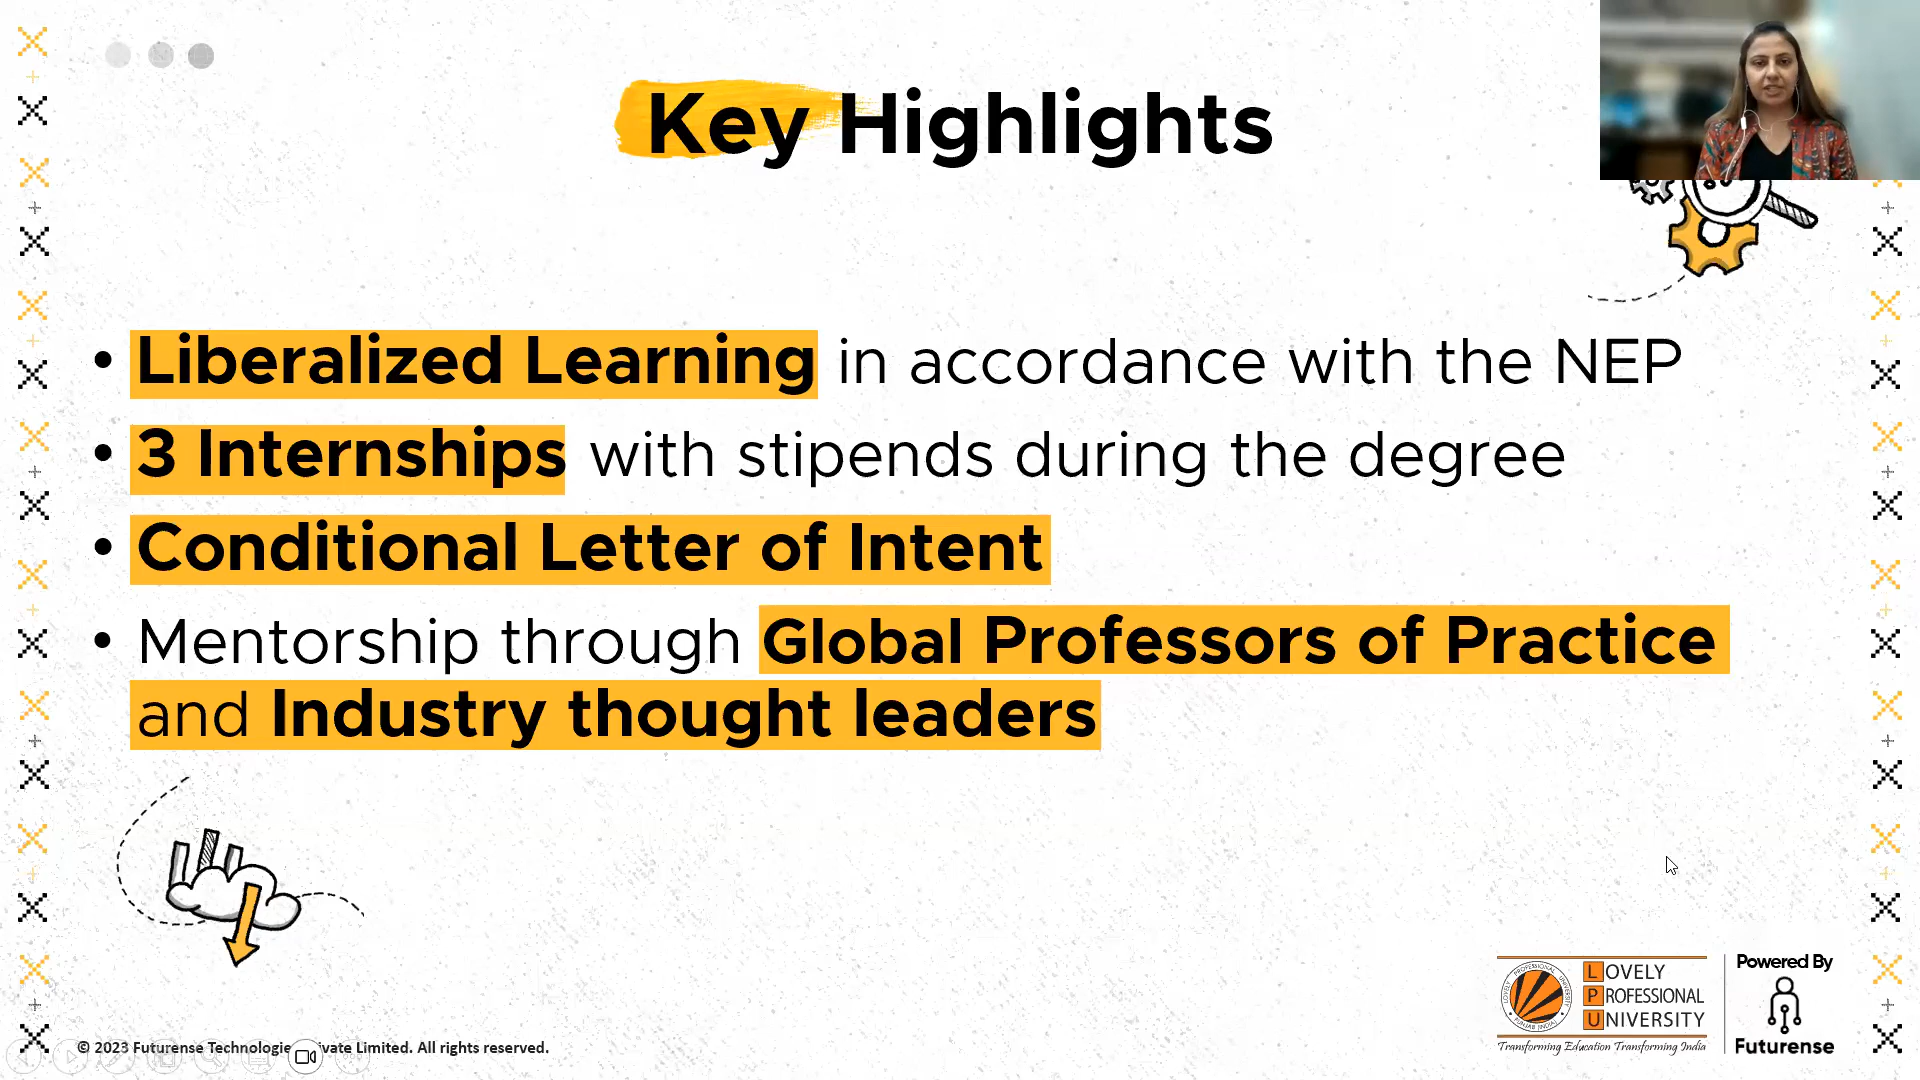 Key Highlights
• Liberalized Learning in accordance with the NEP
• 3 Internships with stipends during the degree
• Conditional Letter of Intent
• Mentorship through Global Professors of Practice
and Industry thought leaders
LOVELY
PROFESSIONAL
UNIVERSITY
Transforming Education Transforming India
Powered By
Futurense
© 2023 Futurense Technologie ivate Limited. All rights reserved.